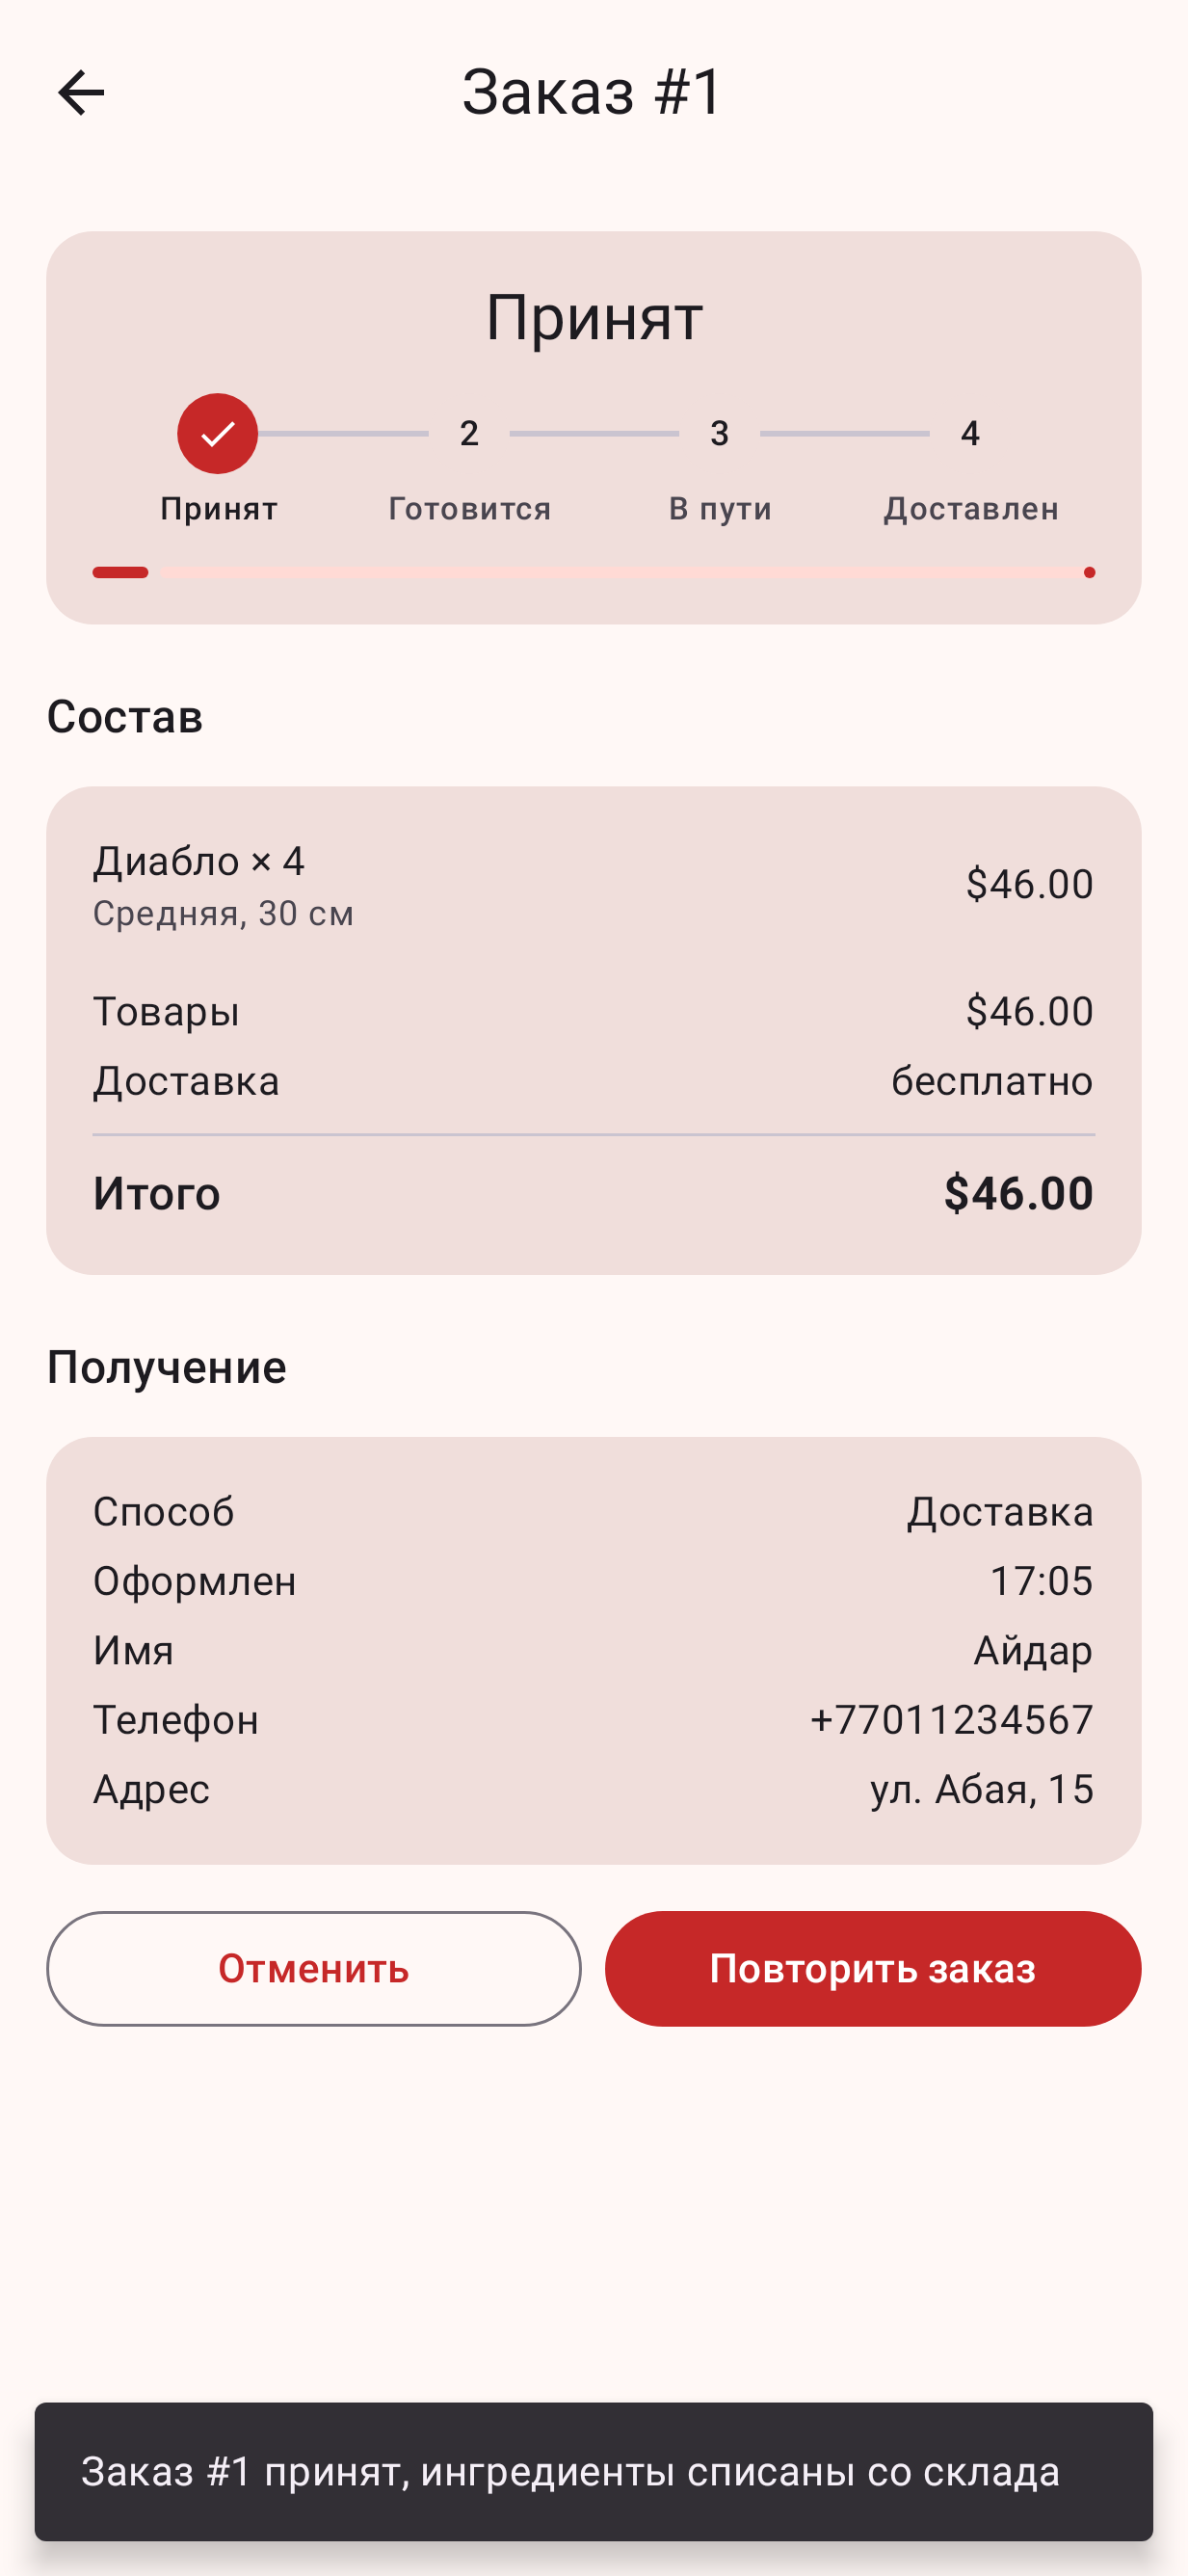 Заказ #1
Принят
2
3
4
Принят
Готовится
В пути
Доставлен
Состав
Диабло × 4
Средняя, 30 см
$46.00
Товары
$46.00
Доставка
бесплатно
Итого
$46.00
Получение
Способ
Доставка
Оформлен
17:05
Имя
Айдар
Телефон
+77011234567
Адрес
ул. Абая, 15
Отменить
Повторить заказ
Заказ #1 принят, ингредиенты списаны со склада